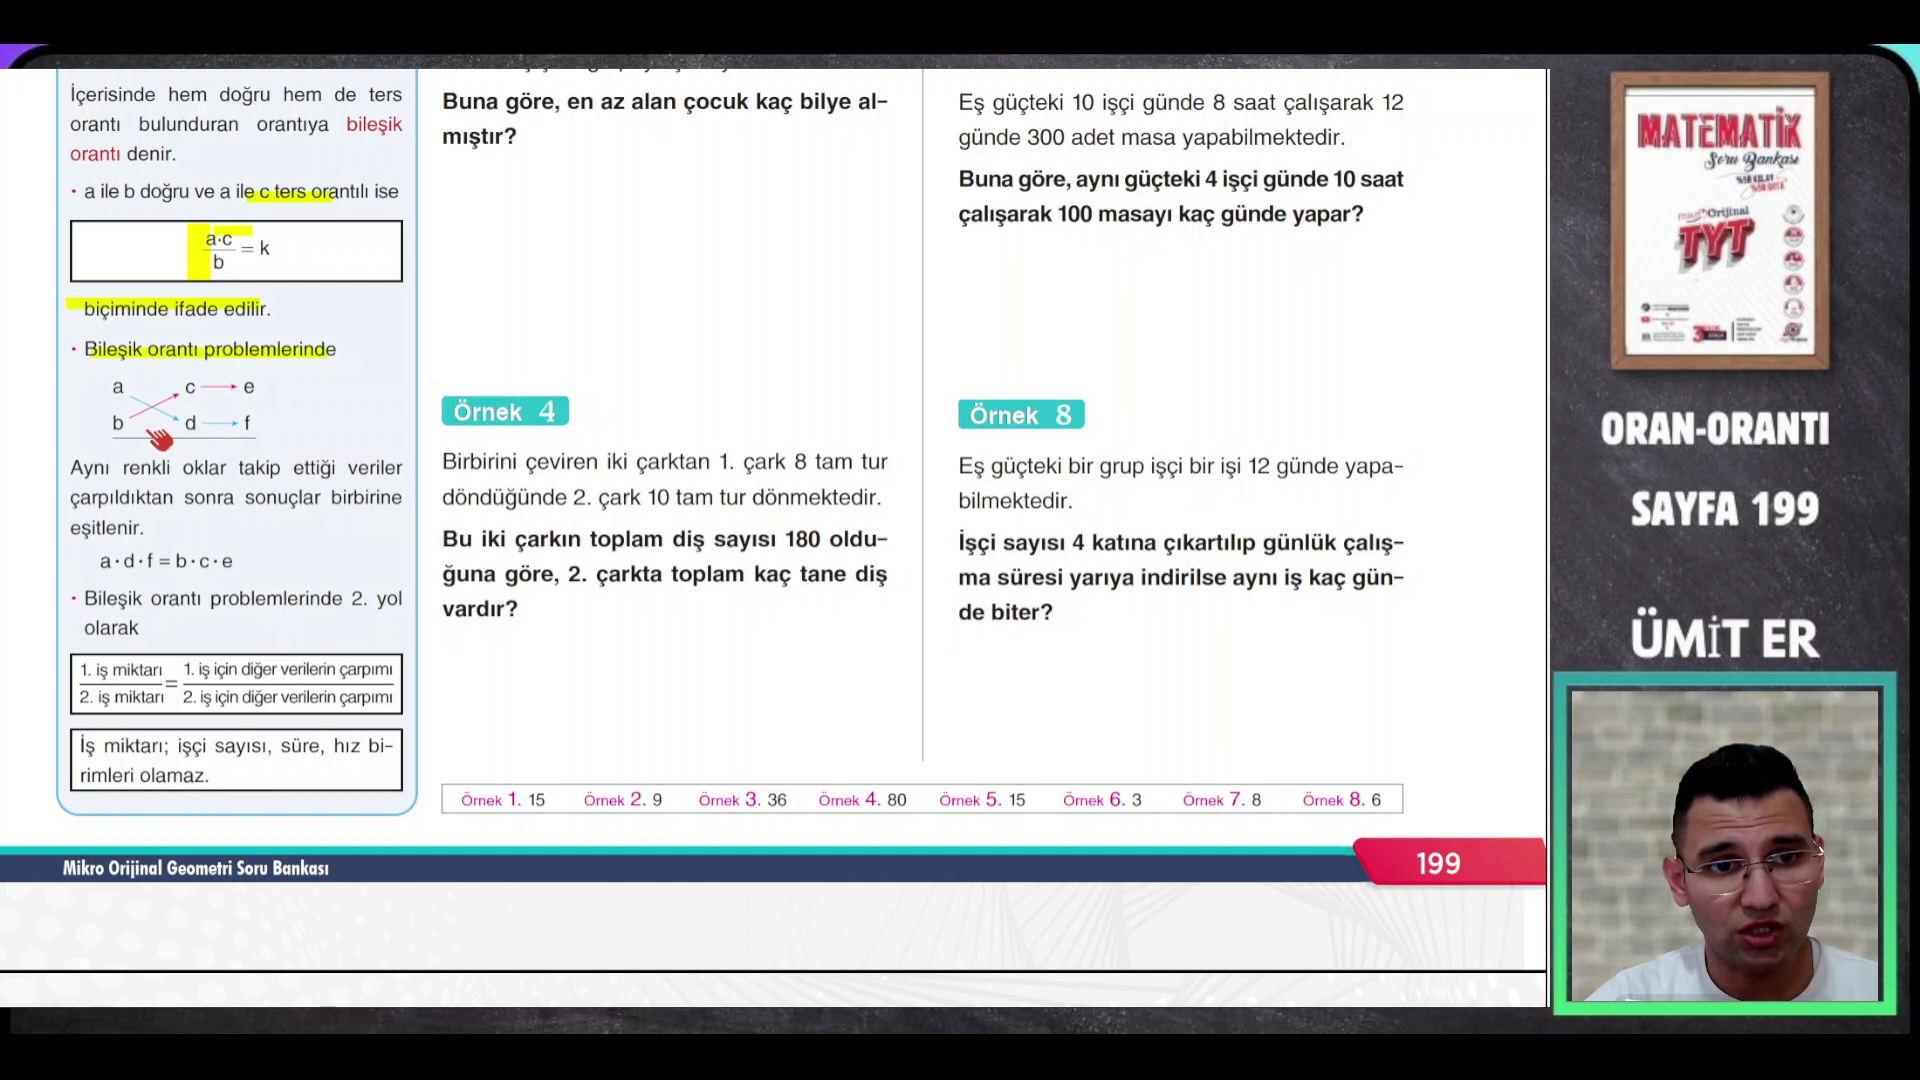 İçerisinde hem doğru hem de ters
orantı bulunduran orantıya bileşik
orantı denir.
• a ile b doğru ve a ile c ters orantılı ise
a·c
b
= k
biçiminde ifade edilir.
• Bileşik orantı problemlerinde
a c e
b d f
Aynı renkli oklar takip ettiği veriler
çarpıldıktan sonra sonuçlar birbirine
eşitlenir.
a·d·f = b·c·e
• Bileşik orantı problemlerinde 2. yol
olarak
1. iş miktarı = 1. iş için diğer verilerin çarpımı
2. iş miktarı 2. iş için diğer verilerin çarpımı
İş miktarı; işçi sayısı, süre, hız bi-
rimleri olamaz.
Buna göre, en az alan çocuk kaç bilye al-
mıştır?
Örnek 4
Birbirini çeviren iki çarktan 1. çark 8 tam tur
döndüğünde 2. çark 10 tam tur dönmektedir.
Bu iki çarkın toplam diş sayısı 180 oldu-
ğuna göre, 2. çarkta toplam kaç tane diş
vardır?
Eş güçteki 10 işçi günde 8 saat çalışarak 12
günde 300 adet masa yapabilmektedir.
Buna göre, aynı güçteki 4 işçi günde 10 saat
çalışarak 100 masayı kaç günde yapar?
Örnek 8
Eş güçteki bir grup işçi bir işi 12 günde yapa-
bilmektedir.
İşçi sayısı 4 katına çıkartılıp günlük çalış-
ma süresi yarıya indirilse aynı iş kaç gün-
de biter?
Örnek 1. 15 Örnek 2. 9 Örnek 3. 36 Örnek 4. 80 Örnek 5. 15 Örnek 6. 3 Örnek 7. 8 Örnek 8. 6
Mikro Orijinal Geometri Soru Bankası
199
MATEMATİK
Soru Bankası
Orijinal
TYT
ORAN-ORANTI
SAYFA 199
ÜMİT ER